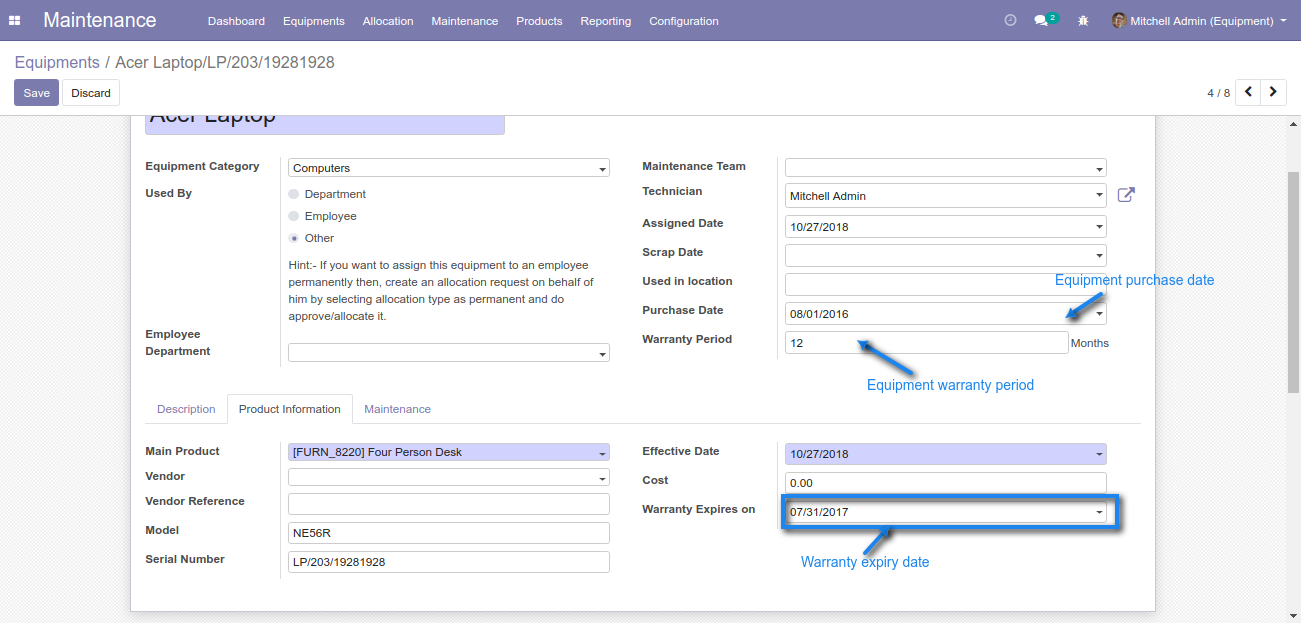 Maintenance Dashboard Equipments Allocation Maintenance Products Reporting Configuration 2 Mitchell Admin (Equipment)
Equipments / Acer Laptop/LP/203/19281928
Save Discard 4 / 8
Acer Laptop
Equipment Category Computers
Used By Department
Employee
Other
Hint:- If you want to assign this equipment to an employee
permanently then, create an allocation request on behalf of
him by selecting allocation type as permanent and do
approve/allocate it.
Employee
Department
Maintenance Team
Technician Mitchell Admin
Assigned Date 10/27/2018
Scrap Date
Used in location
Equipment purchase date
Purchase Date 08/01/2016
Warranty Period 12 Months
Equipment warranty period
Description Product Information Maintenance
Main Product [FURN_8220] Four Person Desk
Vendor
Vendor Reference
Model NE56R
Serial Number LP/203/19281928
Effective Date 10/27/2018
Cost 0.00
Warranty Expires on 07/31/2017
Warranty expiry date